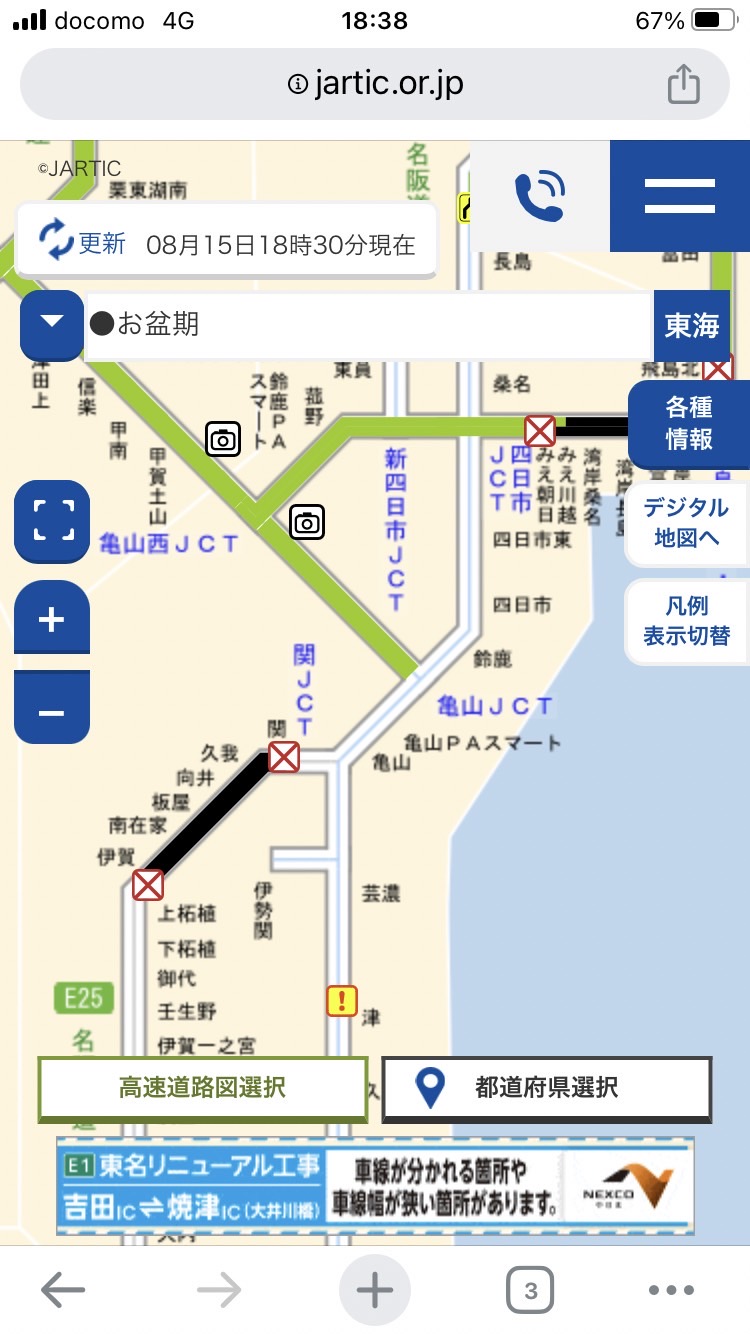 docomo 4G 18:38 67%
jartic.or.jp
©JARTIC
栗東湖南
名阪
更新 08月15日18時30分現在
長島
富田
●お盆期
東海
田上
信楽
甲南
甲賀土山
鈴鹿PAスマート
菰野
東員
桑名
飛島北
各種
情報
新四日市JCT
四日市JCT
みえ朝日
みえ川越
湾岸桑名
デジタル
地図へ
亀山西JCT
四日市東
四日市
凡例
表示切替
鈴鹿
関JCT
亀山JCT
関
亀山PAスマート
久我
亀山
向井
板屋
南在家
伊賀
伊勢関
芸濃
上柘植
下柘植
御代
E25
壬生野
津
名
伊賀一之宮
高速道路図選択
都道府県選択
久
E1 東名リニューアル工事
吉田IC⇌焼津IC(大井川橋)
車線が分かれる箇所や
車線幅が狭い箇所があります。
NEXCO
中日本
3